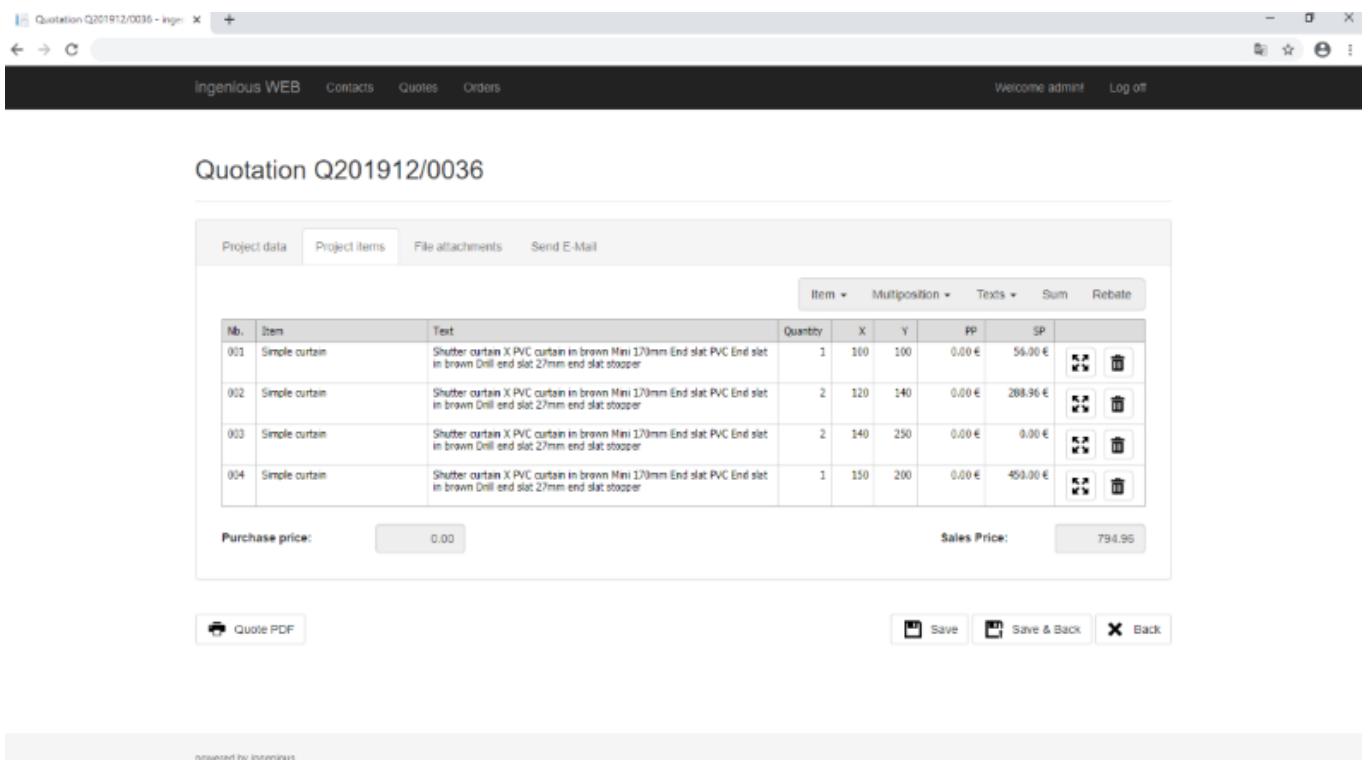 Quotation Q201912/0036 - inge
ingenious WEB Contacts Quotes Orders Welcome admin! Log off
Quotation Q201912/0036
Project data Project items File attachments Send E-Mail
Item Multiposition Texts Sum Rebate
Nb. Item Text Quantity X Y PP SP
001 Simple curtain Shutter curtain X PVC curtain in brown Mini 170mm End slat PVC End slat 1 100 100 0.00 € 56.00 €
in brown Drill end slat 27mm end slat stopper
002 Simple curtain Shutter curtain X PVC curtain in brown Mini 170mm End slat PVC End slat 2 120 140 0.00 € 288.96 €
in brown Drill end slat 27mm end slat stopper
003 Simple curtain Shutter curtain X PVC curtain in brown Mini 170mm End slat PVC End slat 2 140 250 0.00 € 0.00 €
in brown Drill end slat 27mm end slat stopper
004 Simple curtain Shutter curtain X PVC curtain in brown Mini 170mm End slat PVC End slat 1 150 200 0.00 € 450.00 €
in brown Drill end slat 27mm end slat stopper
Purchase price: 0.00 Sales Price: 794.96
Quote PDF Save Save & Back Back
powered by ingenious